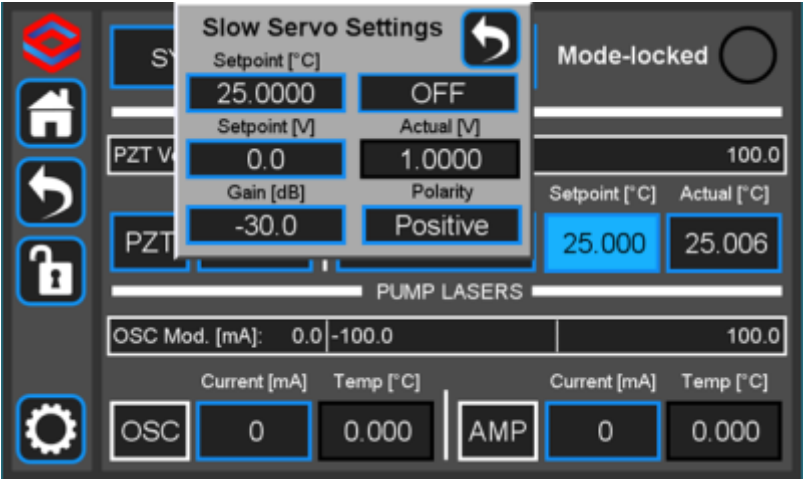 Slow Servo Settings
Setpoint [°C]
25.0000 OFF
Setpoint [V] Actual [V]
0.0 1.0000
Gain [dB] Polarity
-30.0 Positive
Mode-locked
100.0
Setpoint [°C] Actual [°C]
PZT
25.000 25.006
PUMP LASERS
OSC Mod. [mA]: 0.0 -100.0 100.0
Current [mA] Temp [°C] Current [mA] Temp [°C]
OSC 0 0.000 AMP 0 0.000